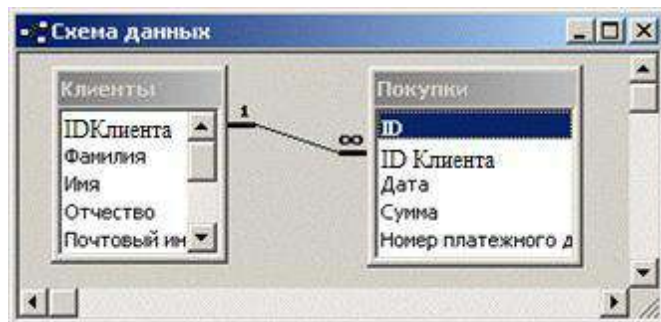 Схема данных
Клиенты
IDКлиента
Фамилия
Имя
Отчество
Почтовый ин
1
∞
Покупки
ID
ID Клиента
Дата
Сумма
Номер платежного д